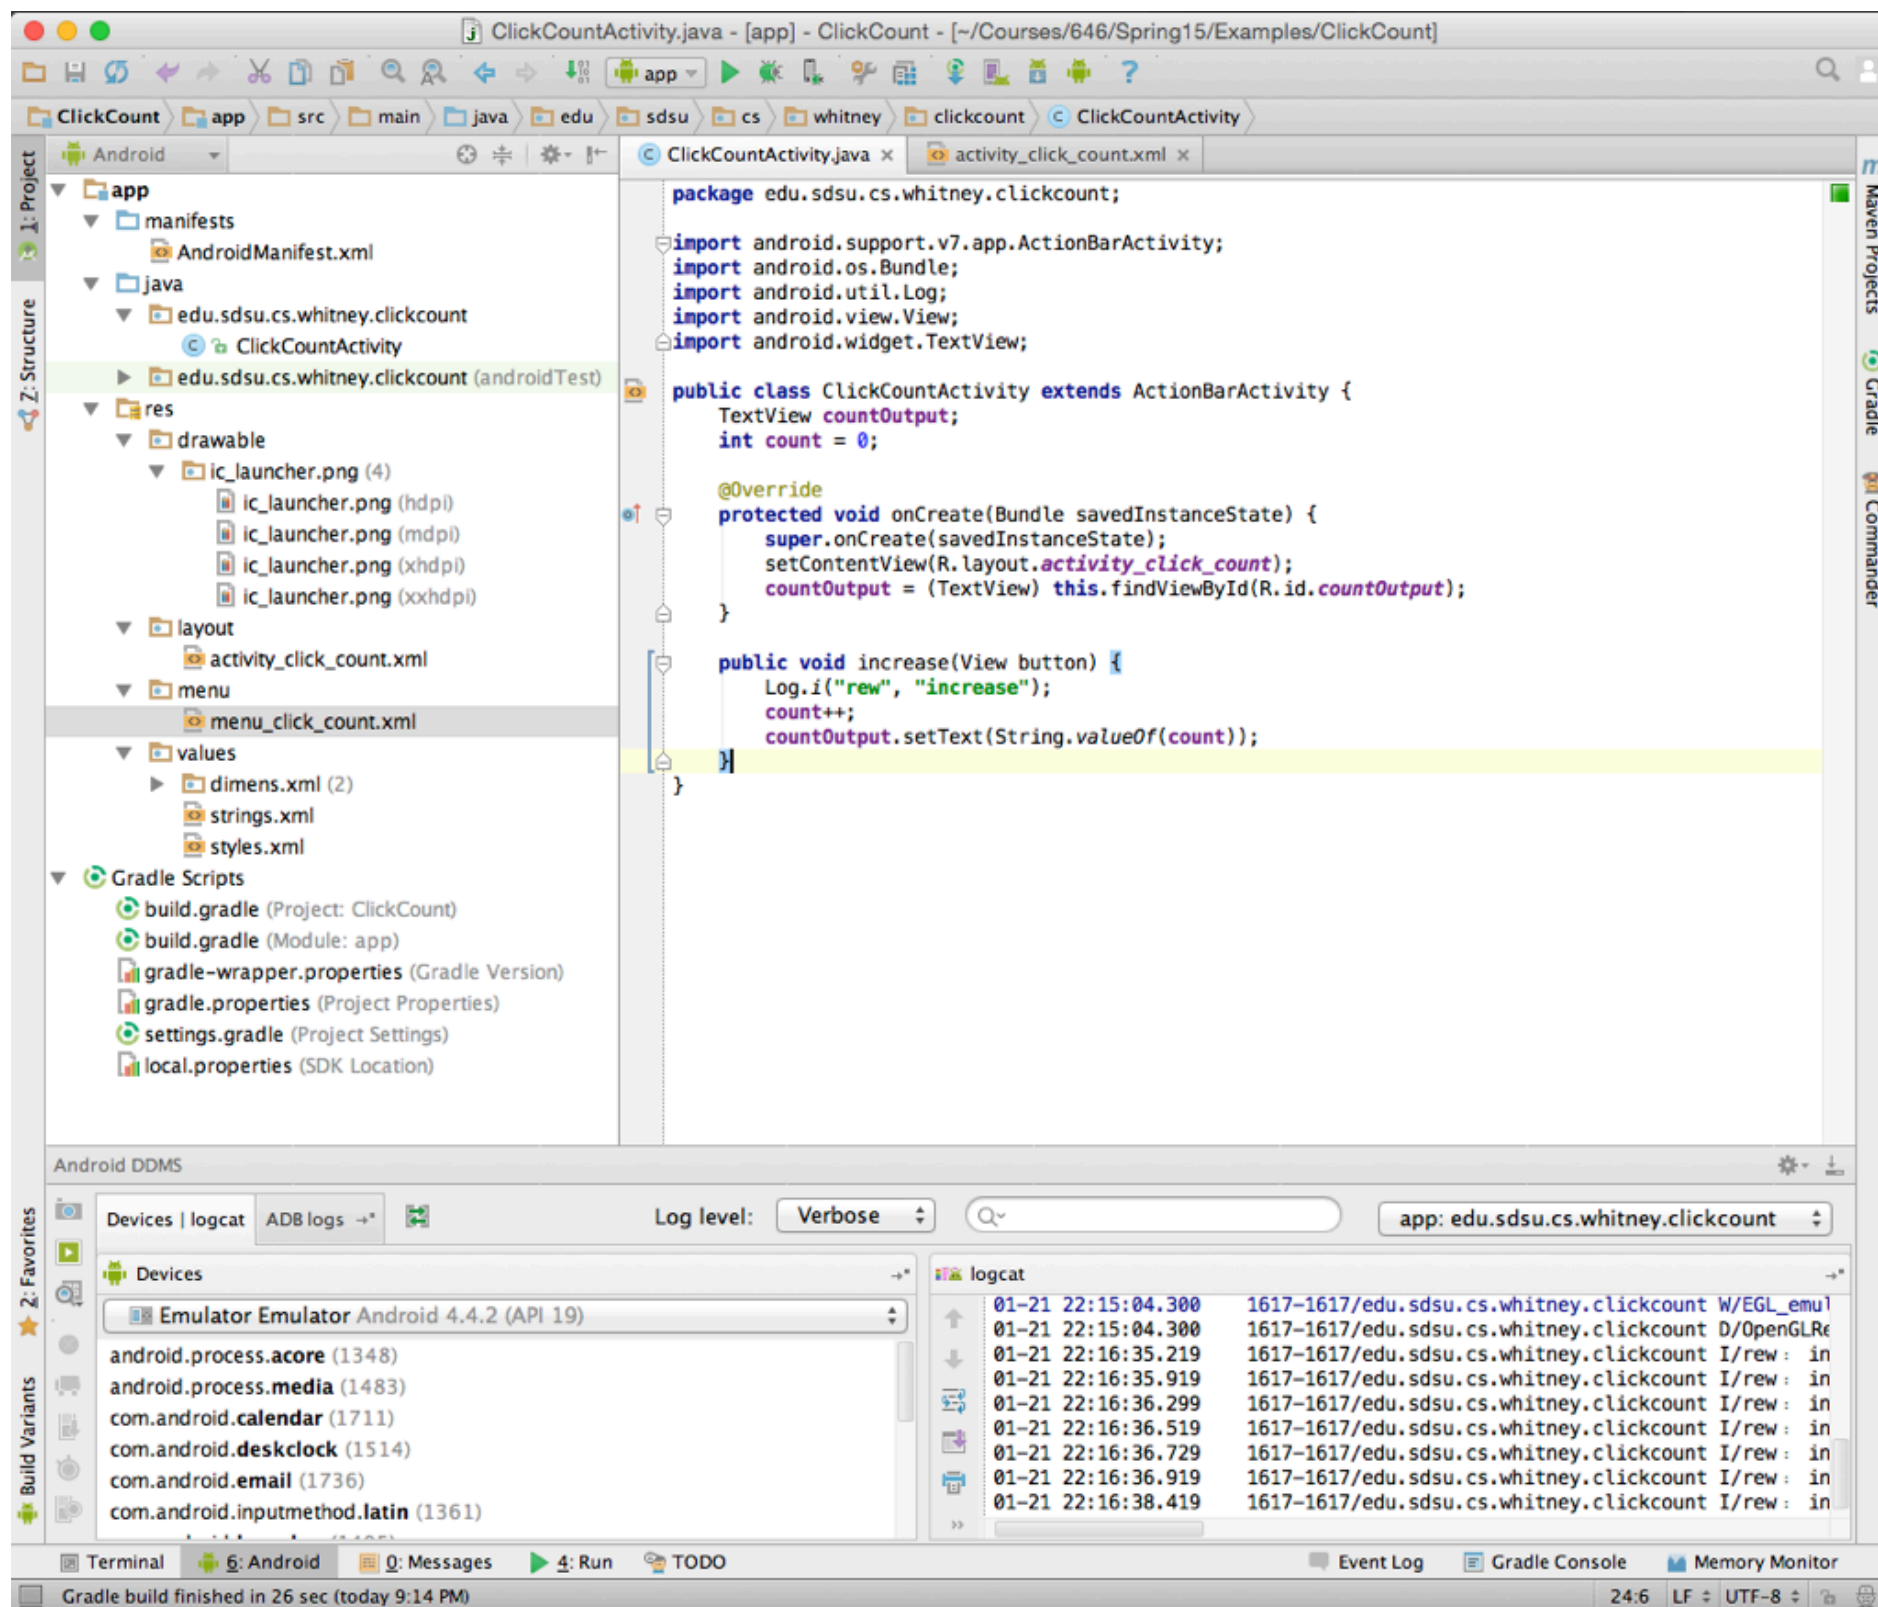 ClickCountActivity.java - [app] - ClickCount - [~/Courses/646/Spring15/Examples/ClickCount]
app
?
ClickCount app src main java edu sdsu cs whitney clickcount ClickCountActivity
1: Project
Z: Structure
2: Favorites
Build Variants
Android
app
manifests
AndroidManifest.xml
java
edu.sdsu.cs.whitney.clickcount
ClickCountActivity
edu.sdsu.cs.whitney.clickcount (androidTest)
res
drawable
ic_launcher.png (4)
ic_launcher.png (hdpi)
ic_launcher.png (mdpi)
ic_launcher.png (xhdpi)
ic_launcher.png (xxhdpi)
layout
activity_click_count.xml
menu
menu_click_count.xml
values
dimens.xml (2)
strings.xml
styles.xml
Gradle Scripts
build.gradle (Project: ClickCount)
build.gradle (Module: app)
gradle-wrapper.properties (Gradle Version)
gradle.properties (Project Properties)
settings.gradle (Project Settings)
local.properties (SDK Location)
ClickCountActivity.java activity_click_count.xml
package edu.sdsu.cs.whitney.clickcount;
import android.support.v7.app.ActionBarActivity;
import android.os.Bundle;
import android.util.Log;
import android.view.View;
import android.widget.TextView;
public class ClickCountActivity extends ActionBarActivity {
TextView countOutput;
int count = 0;
@Override
protected void onCreate(Bundle savedInstanceState) {
super.onCreate(savedInstanceState);
setContentView(R.layout.activity_click_count);
countOutput = (TextView) this.findViewById(R.id.countOutput);
}
public void increase(View button) {
Log.i("rew", "increase");
count++;
countOutput.setText(String.valueOf(count));
}
}
Maven Projects
Gradle
Commander
Android DDMS
Devices | logcat ADB logs Log level: Verbose app: edu.sdsu.cs.whitney.clickcount
Devices
Emulator Emulator Android 4.4.2 (API 19)
android.process.acore (1348)
android.process.media (1483)
com.android.calendar (1711)
com.android.deskclock (1514)
com.android.email (1736)
com.android.inputmethod.latin (1361)
logcat
01-21 22:15:04.300 1617-1617/edu.sdsu.cs.whitney.clickcount W/EGL_emul
01-21 22:15:04.300 1617-1617/edu.sdsu.cs.whitney.clickcount D/OpenGLRe
01-21 22:16:35.219 1617-1617/edu.sdsu.cs.whitney.clickcount I/rew﹕ in
01-21 22:16:35.919 1617-1617/edu.sdsu.cs.whitney.clickcount I/rew﹕ in
01-21 22:16:36.299 1617-1617/edu.sdsu.cs.whitney.clickcount I/rew﹕ in
01-21 22:16:36.519 1617-1617/edu.sdsu.cs.whitney.clickcount I/rew﹕ in
01-21 22:16:36.729 1617-1617/edu.sdsu.cs.whitney.clickcount I/rew﹕ in
01-21 22:16:36.919 1617-1617/edu.sdsu.cs.whitney.clickcount I/rew﹕ in
01-21 22:16:38.419 1617-1617/edu.sdsu.cs.whitney.clickcount I/rew﹕ in
Terminal 6: Android 0: Messages 4: Run TODO Event Log Gradle Console Memory Monitor
Gradle build finished in 26 sec (today 9:14 PM) 24:6 LF UTF-8